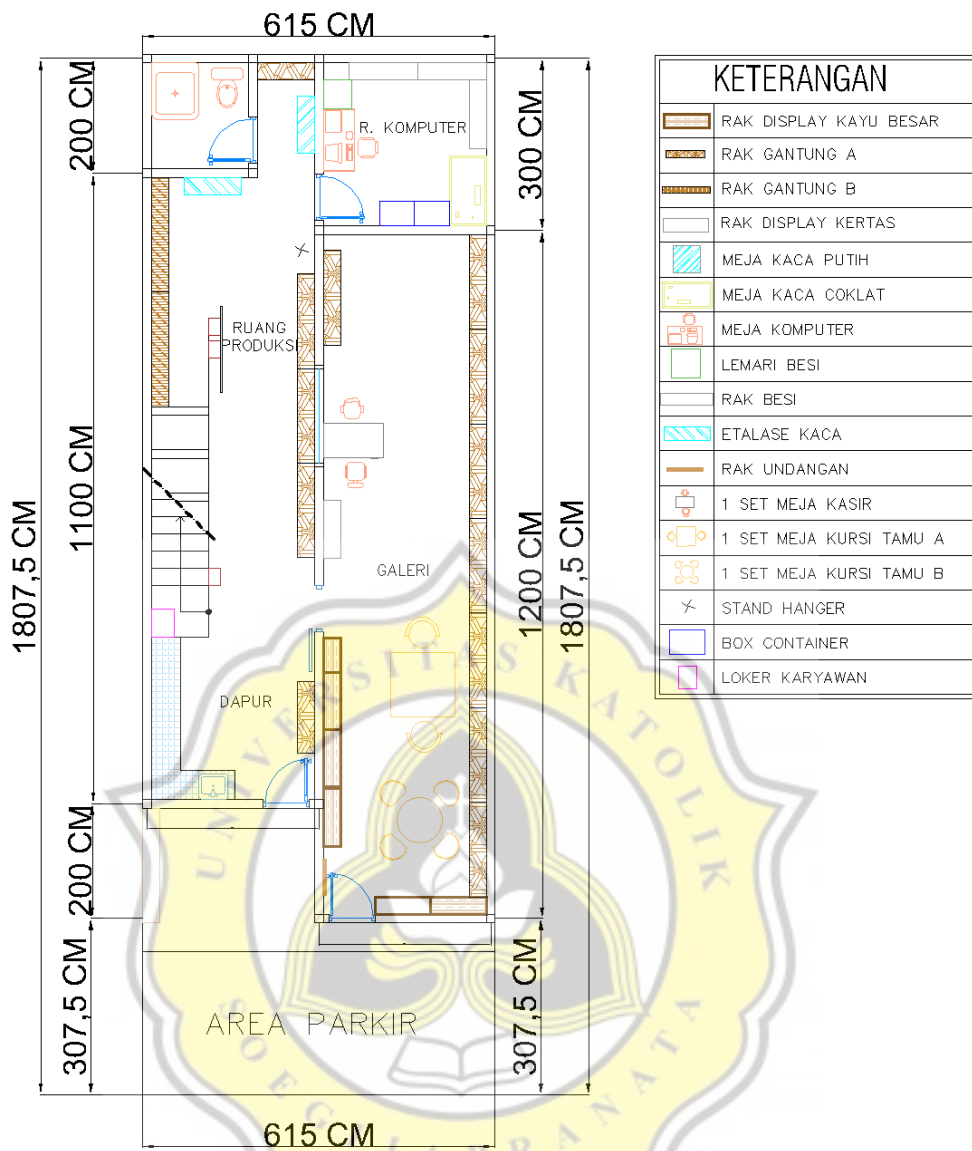 615 CM
200 CM
R. KOMPUTER
300 CM
RUANG
PRODUKSI
1100 CM
1807,5 CM
GALERI
1200 CM
1807,5 CM
DAPUR
200 CM
307,5 CM
AREA PARKIR
307,5 CM
615 CM
KETERANGAN
RAK DISPLAY KAYU BESAR
RAK GANTUNG A
RAK GANTUNG B
RAK DISPLAY KERTAS
MEJA KACA PUTIH
MEJA KACA COKLAT
MEJA KOMPUTER
LEMARI BESI
RAK BESI
ETALASE KACA
RAK UNDANGAN
1 SET MEJA KASIR
1 SET MEJA KURSI TAMU A
1 SET MEJA KURSI TAMU B
STAND HANGER
BOX CONTAINER
LOKER KARYAWAN
UNIVERSITAS KATOLIK
SOEGIJAPRANATA